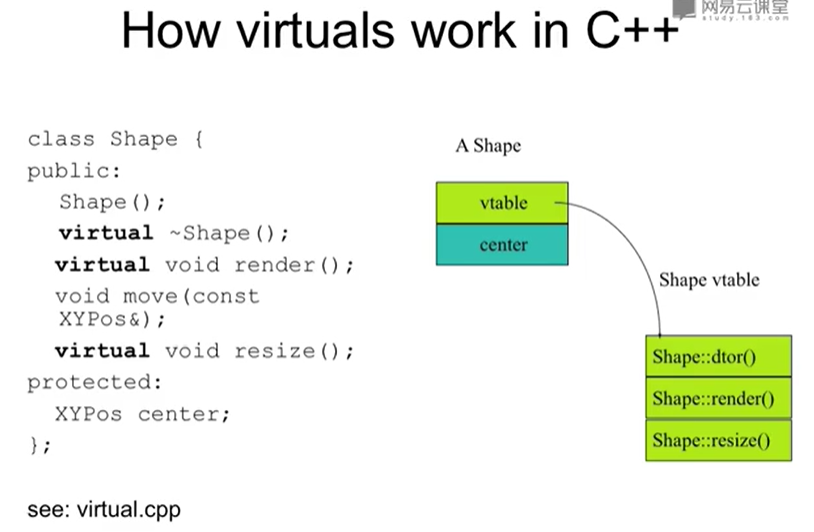 网易云课堂
study.163.com
How virtuals work in C++
class Shape {
public:
Shape();
virtual ~Shape();
virtual void render();
void move(const
XYPos&);
virtual void resize();
protected:
XYPos center;
};
see: virtual.cpp
A Shape
vtable
center
Shape vtable
Shape::dtor()
Shape::render()
Shape::resize()